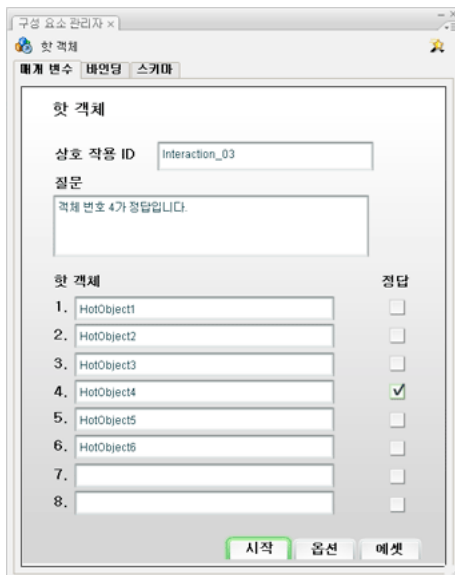 구성 요소 관리자 ×
핫 객체
매개 변수 바인딩 스키마
핫 객체
상호 작용 ID Interaction_03
질문
객체 번호 4가 정답입니다.
핫 객체 정답
1. HotObject1
2. HotObject2
3. HotObject3
4. HotObject4
5. HotObject5
6. HotObject6
7.
8.
시작 옵션 에셋